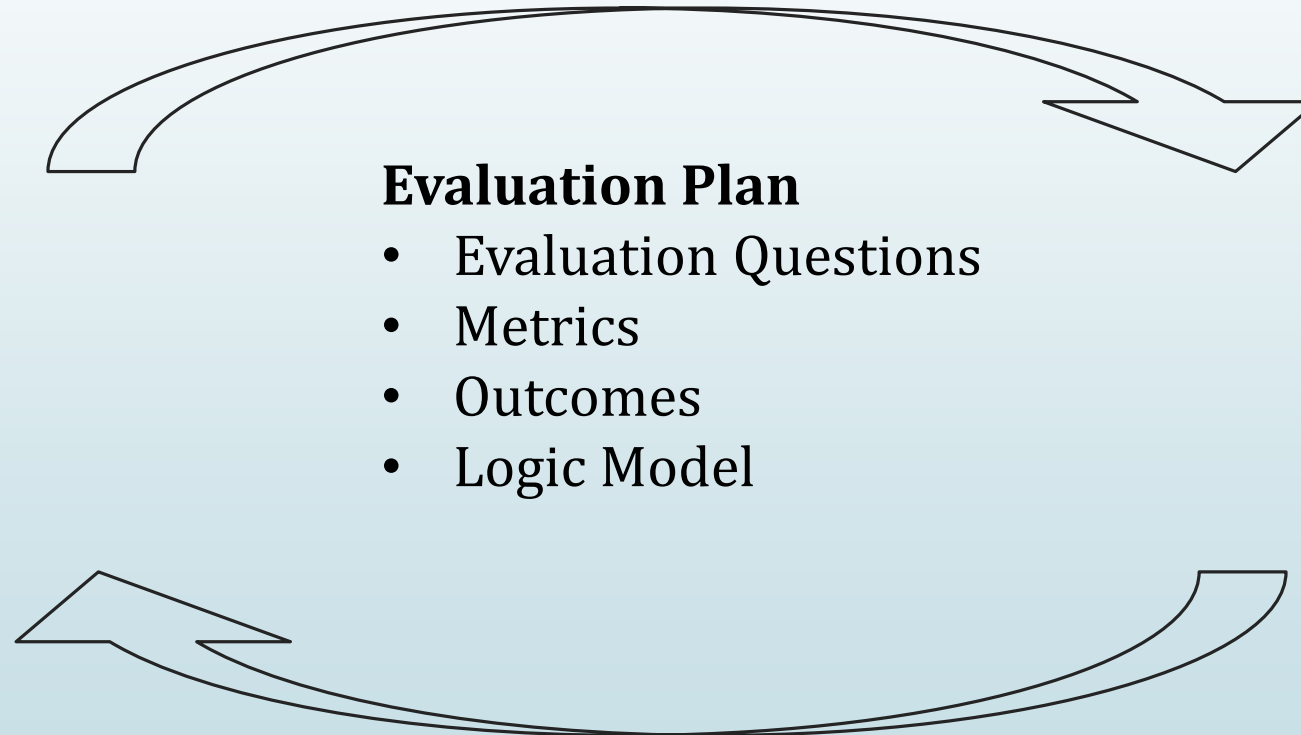 Evaluation Plan
• Evaluation Questions
• Metrics
• Outcomes
• Logic Model